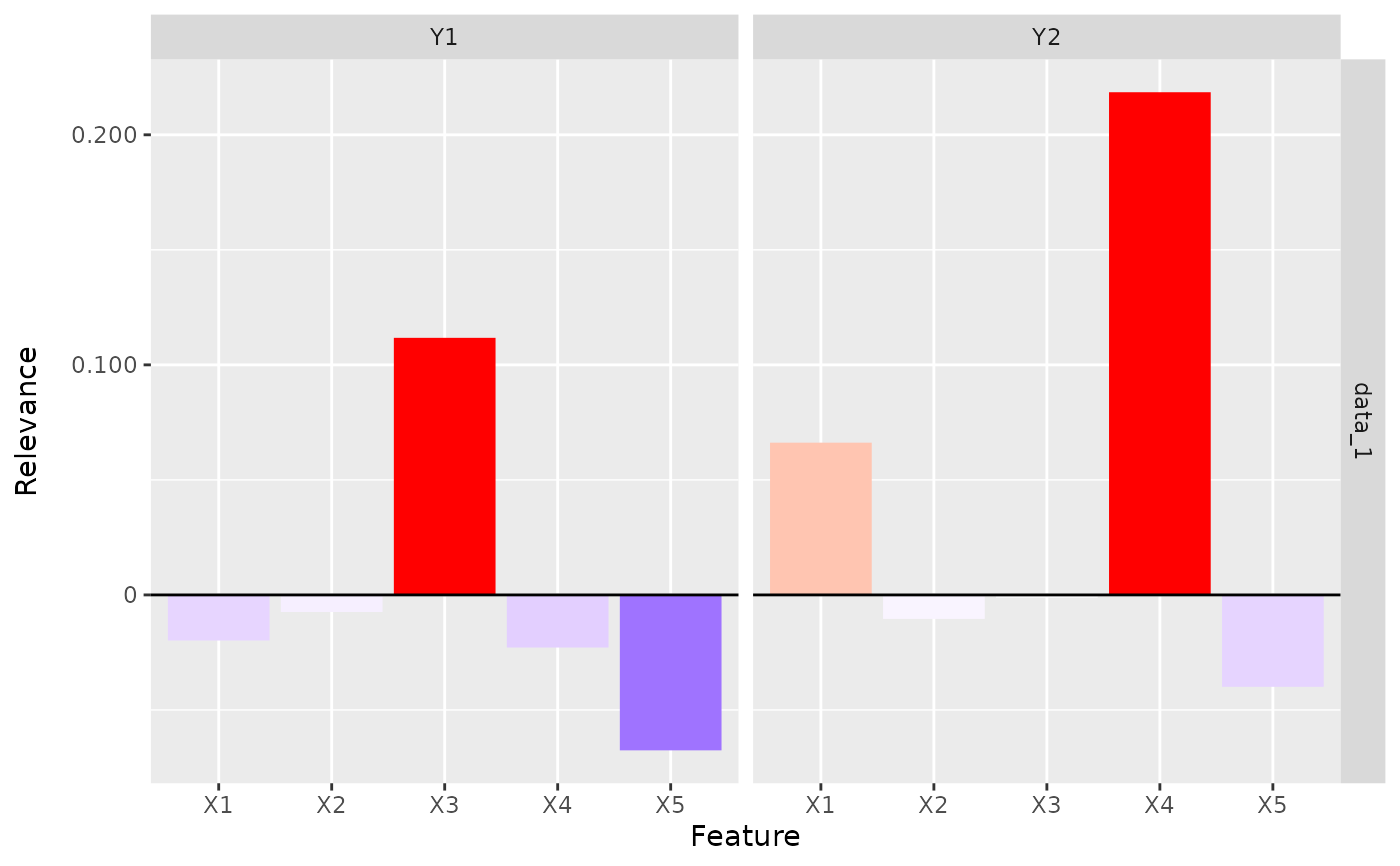 Y1 Y2
0.200
0.100
0
Relevance
data_1
X1 X2 X3 X4 X5 X1 X2 X3 X4 X5
Feature